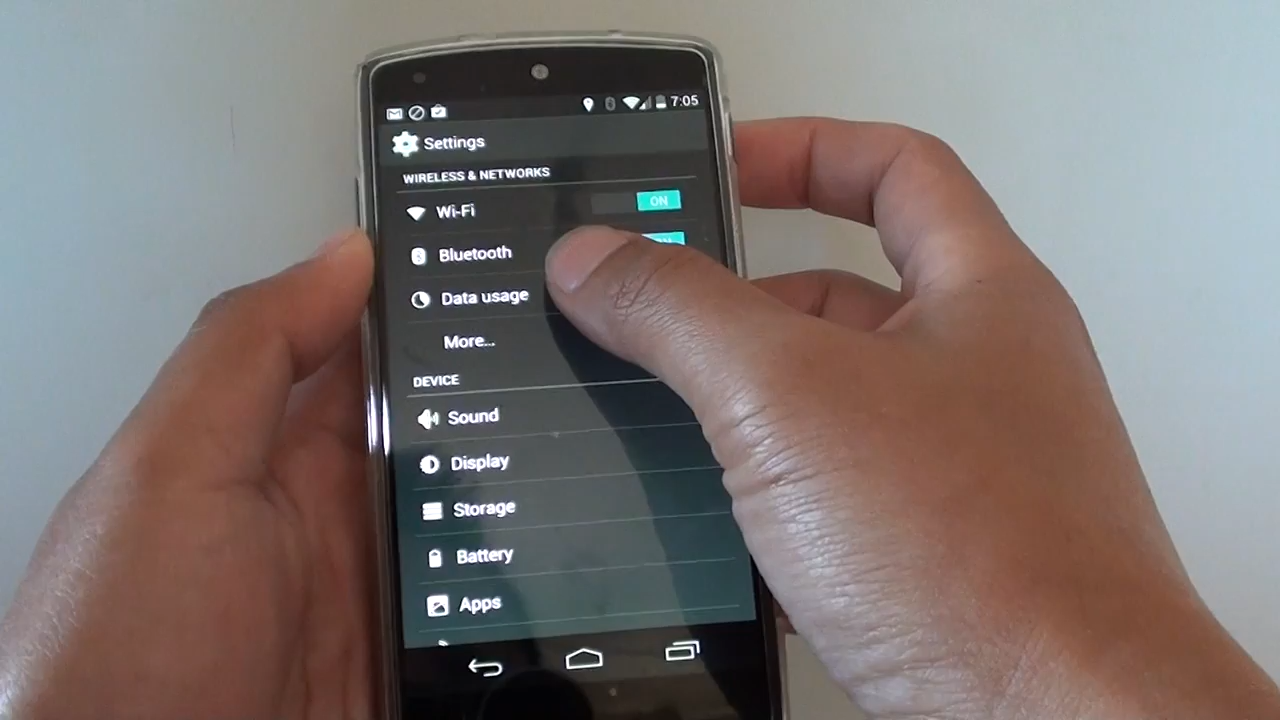 7:05
Settings
WIRELESS & NETWORKS
Wi-Fi ON
Bluetooth
Data usage
More...
DEVICE
Sound
Display
Storage
Battery
Apps